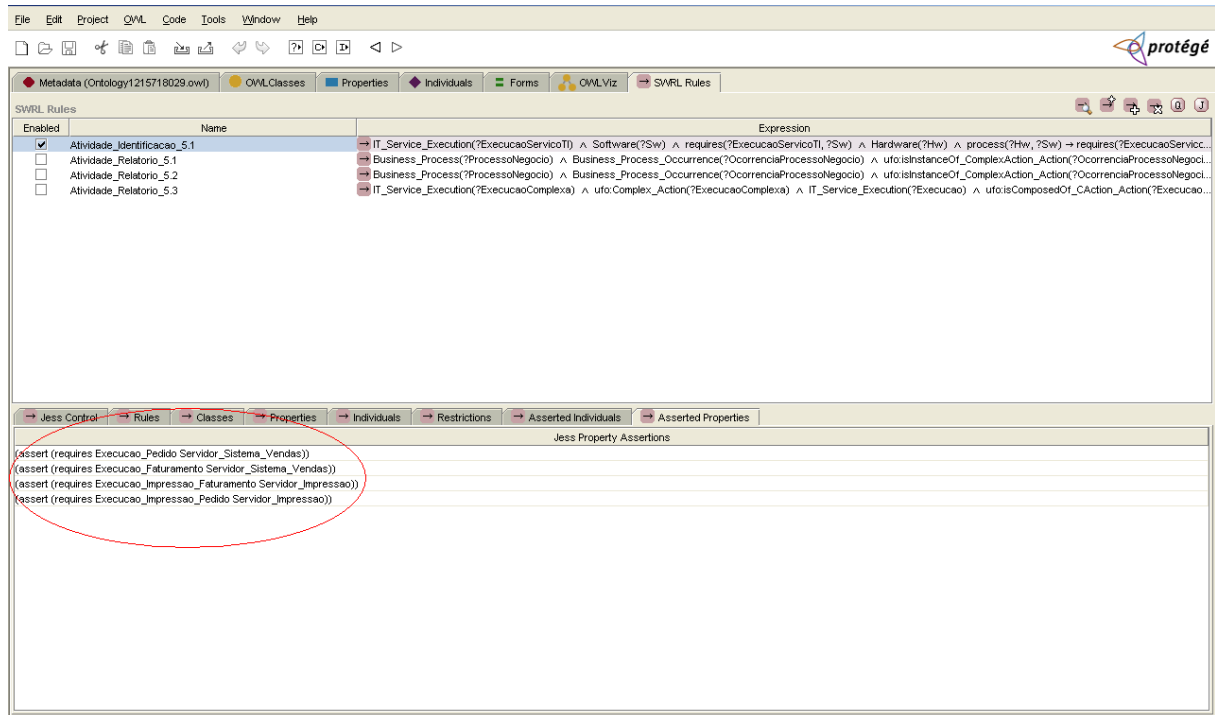 File Edit Project OWL Code Tools Window Help
protégé
Metadata (Ontology1215718029.owl) OWLClasses Properties Individuals Forms OWLViz SWRL Rules
SWRL Rules
Enabled Name Expression
Atividade_Identificacao_5.1 → IT_Service_Execution(?ExecucaoServicoTI) ∧ Software(?Sw) ∧ requires(?ExecucaoServicoTI, ?Sw) ∧ Hardware(?Hw) ∧ process(?Hw, ?Sw) → requires(?ExecucaoServicc...
Atividade_Relatorio_5.1 → Business_Process(?ProcessoNegocio) ∧ Business_Process_Occurrence(?OcorrenciaProcessoNegocio) ∧ ufo:isInstanceOf_ComplexAction_Action(?OcorrenciaProcessoNegoci...
Atividade_Relatorio_5.2 → Business_Process(?ProcessoNegocio) ∧ Business_Process_Occurrence(?OcorrenciaProcessoNegocio) ∧ ufo:isInstanceOf_ComplexAction_Action(?OcorrenciaProcessoNegoci...
Atividade_Relatorio_5.3 → IT_Service_Execution(?ExecucaoComplexa) ∧ ufo:Complex_Action(?ExecucaoComplexa) ∧ IT_Service_Execution(?Execucao) ∧ ufo:isComposedOf_CAction_Action(?Execucao...
→ Jess Control → Rules → Classes → Properties → Individuals → Restrictions → Asserted Individuals → Asserted Properties
Jess Property Assertions
(assert (requires Execucao_Pedido Servidor_Sistema_Vendas))
(assert (requires Execucao_Faturamento Servidor_Sistema_Vendas))
(assert (requires Execucao_Impressao_Faturamento Servidor_Impressao))
(assert (requires Execucao_Impressao_Pedido Servidor_Impressao))